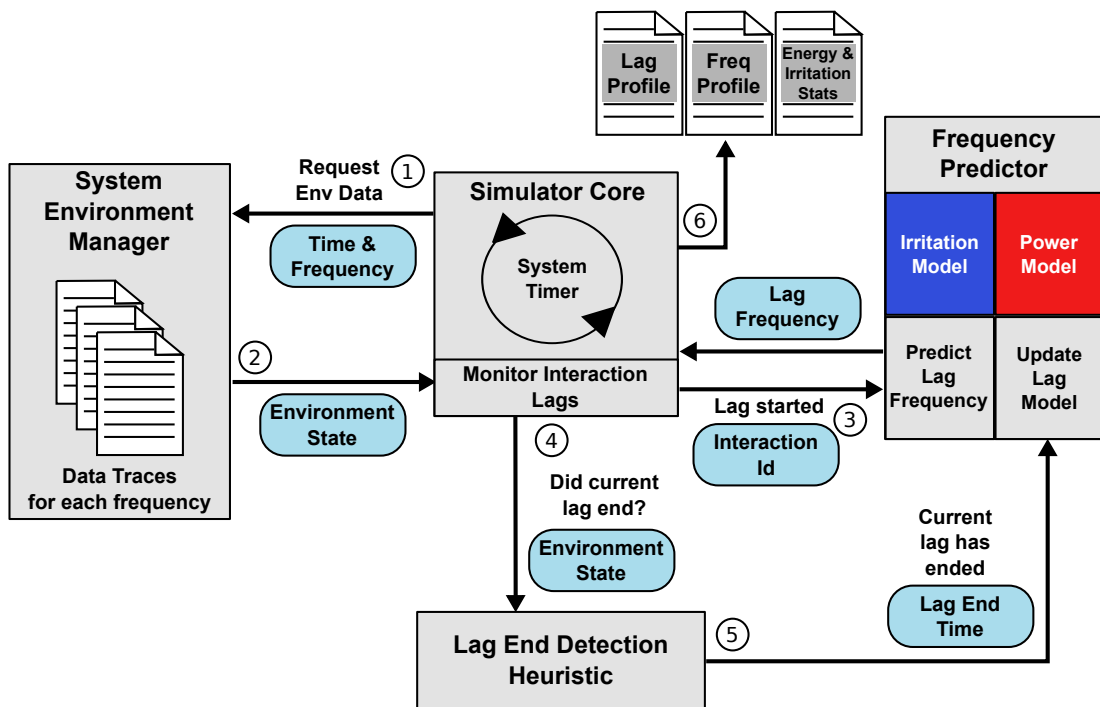 Lag
Profile
Freq
Profile
Energy &
Irritation
Stats
System
Environment
Manager
Data Traces
for each frequency
Request
Env Data
1
Time &
Frequency
2
Environment
State
Simulator Core
System
Timer
Monitor Interaction
Lags
6
Lag
Frequency
Lag started
3
Interaction
Id
Frequency
Predictor
Irritation
Model
Power
Model
Predict
Lag
Frequency
Update
Lag
Model
4
Did current
lag end?
Environment
State
Lag End Detection
Heuristic
5
Current
lag has
ended
Lag End
Time